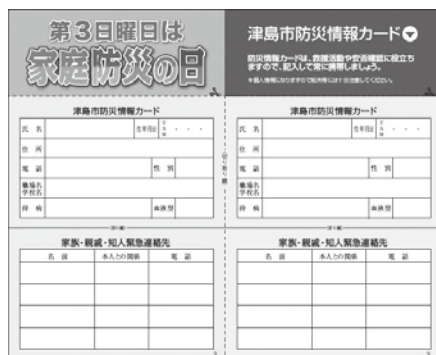 第3日曜日は
家庭防災の日
津島市防災情報カード
防災情報カードは、救援活動や安否確認に役立ち
ますので、記入して常に携帯しましょう。
津島市防災情報カード
氏 名
生年月日
住 所
電 話
性 別
職場名
学校名
持 病
血液型
家族・親戚・知人緊急連絡先
名 前
本人との関係
電 話
切り取り線
津島市防災情報カード
氏 名
生年月日
住 所
電 話
性 別
職場名
学校名
持 病
血液型
家族・親戚・知人緊急連絡先
名 前
本人との関係
電 話